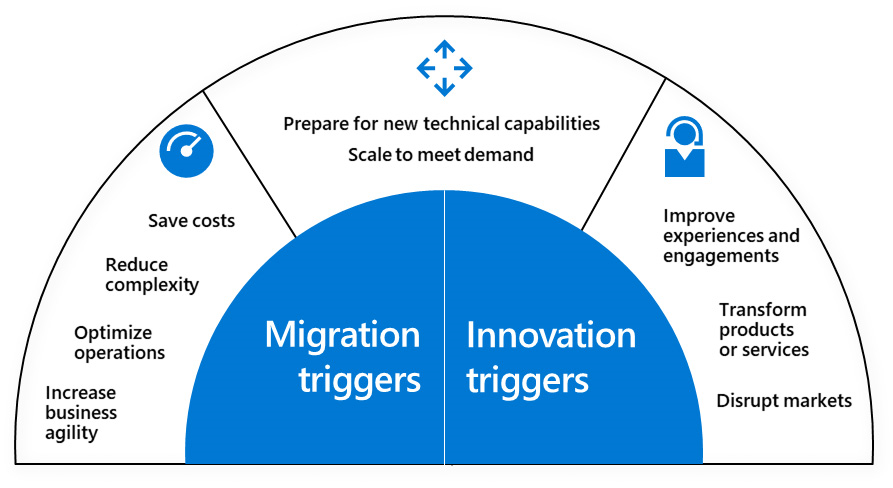 Prepare for new technical capabilities
Scale to meet demand
Save costs
Reduce
complexity
Optimize
operations
Increase
business
agility
Migration
triggers
Innovation
triggers
Improve
experiences and
engagements
Transform
products
or services
Disrupt markets